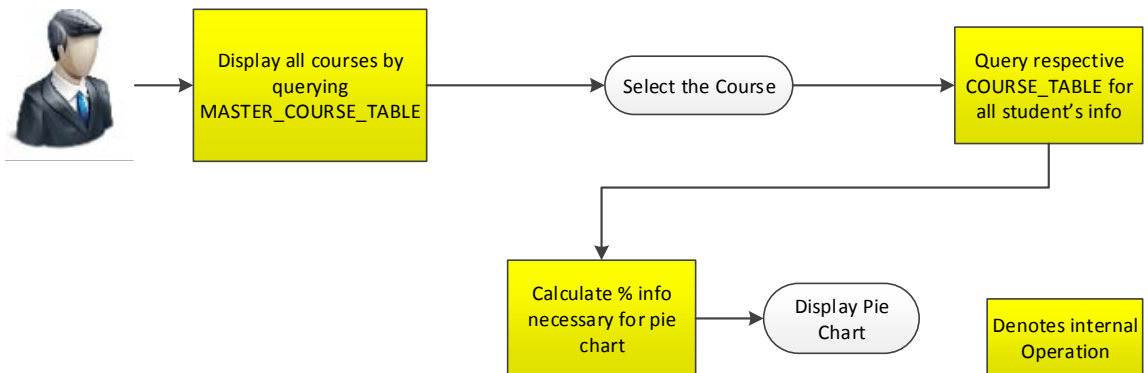 Display all courses by
querying
MASTER_COURSE_TABLE
Select the Course
Query respective
COURSE_TABLE for
all student’s info
Calculate % info
necessary for pie
chart
Display Pie
Chart
Denotes internal
Operation